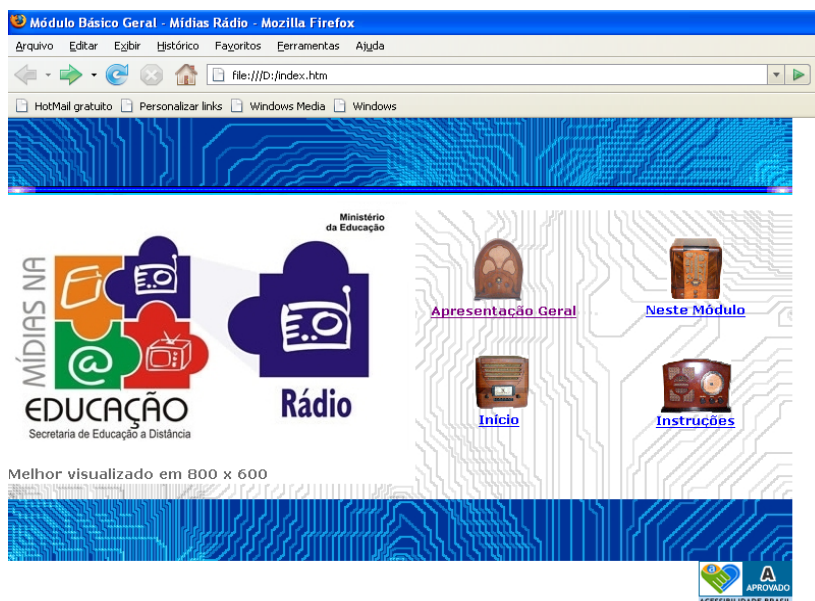 Módulo Básico Geral - Mídias Rádio - Mozilla Firefox
Arquivo Editar Exibir Histórico Favoritos Ferramentas Ajuda
file:///D:/index.htm
HotMail gratuito Personalizar links Windows Media Windows
Ministério
da Educação
MÍDIAS NA
EDUCAÇÃO
Secretaria de Educação a Distância
Rádio
Apresentação Geral
Neste Módulo
Início
Instruções
Melhor visualizado em 800 x 600
A
APROVADO
ACESSIBILIDADE BRASIL